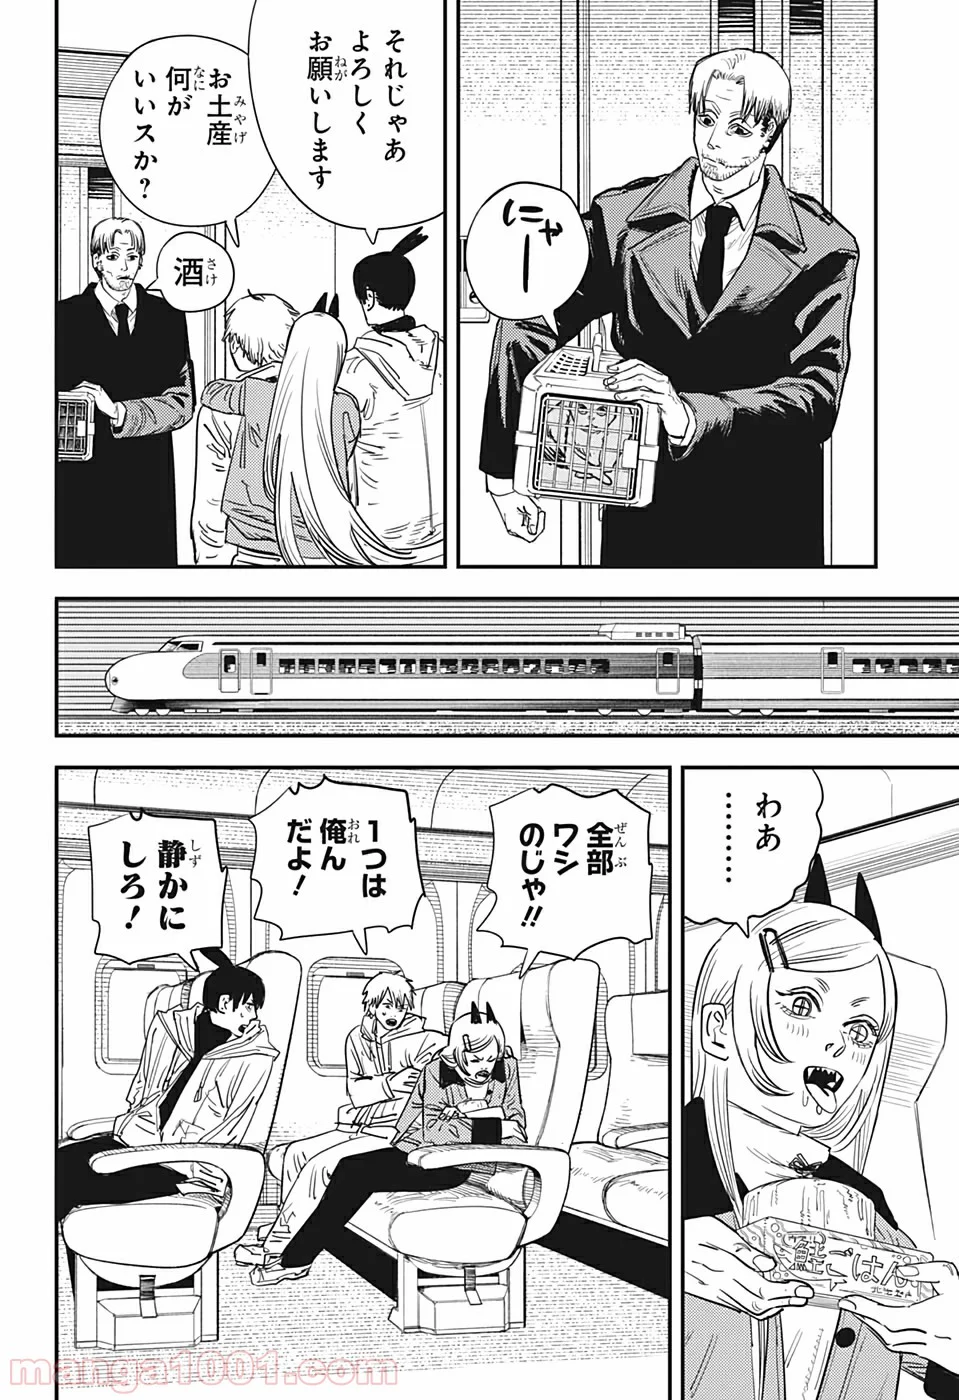 にゃー
それじゃあ
よろしく
お願いします
お土産
何が
いいスか？
酒
わあ
………
鮭ごはん
全部
ワシ
のじゃ!!
1つは
俺ん
だよ！
静かに
しろ！
manga1001.com